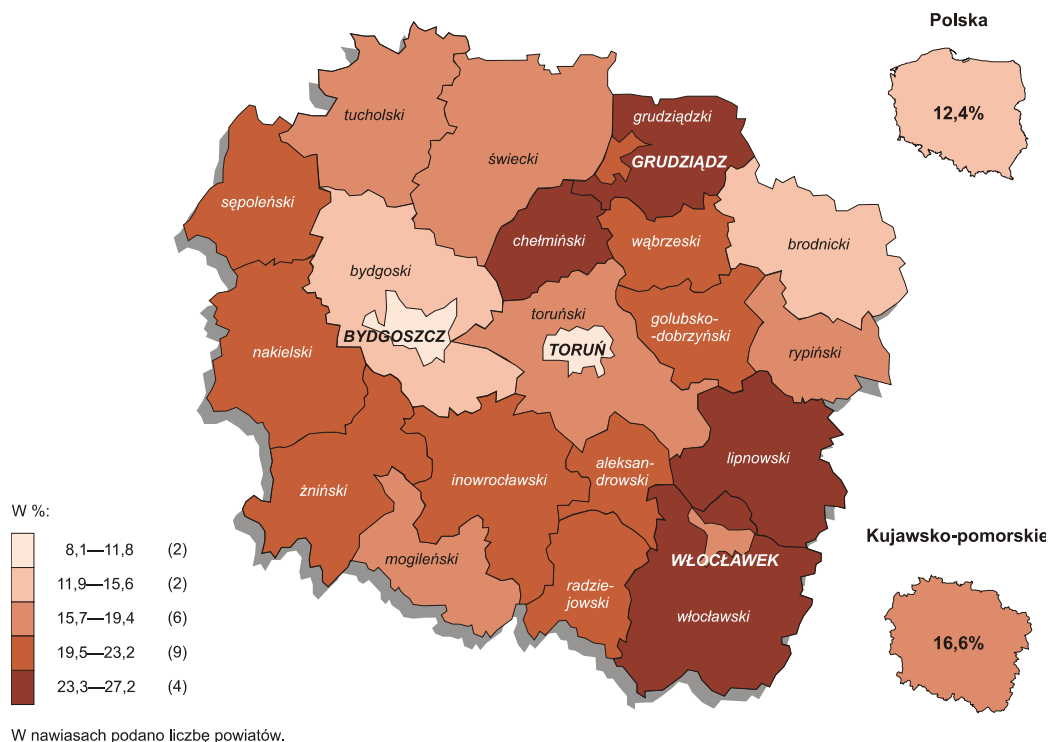 Polska
12,4%
tucholski
grudziądzki
świecki
GRUDZIĄDZ
sępoleński
chełmiński
wąbrzeski
brodnicki
bydgoski
toruński
golubsko-
-dobrzyński
BYDGOSZCZ
TORUŃ
nakielski
rypiński
lipnowski
aleksan-
drowski
inowrocławski
żniński
W %:
8,1—11,8 (2)
11,9—15,6 (2)
15,7—19,4 (6)
19,5—23,2 (9)
23,3—27,2 (4)
mogileński
radzie-
jowski
WŁOCŁAWEK
włocławski
Kujawsko-pomorskie
16,6%
W nawiasach podano liczbę powiatów.